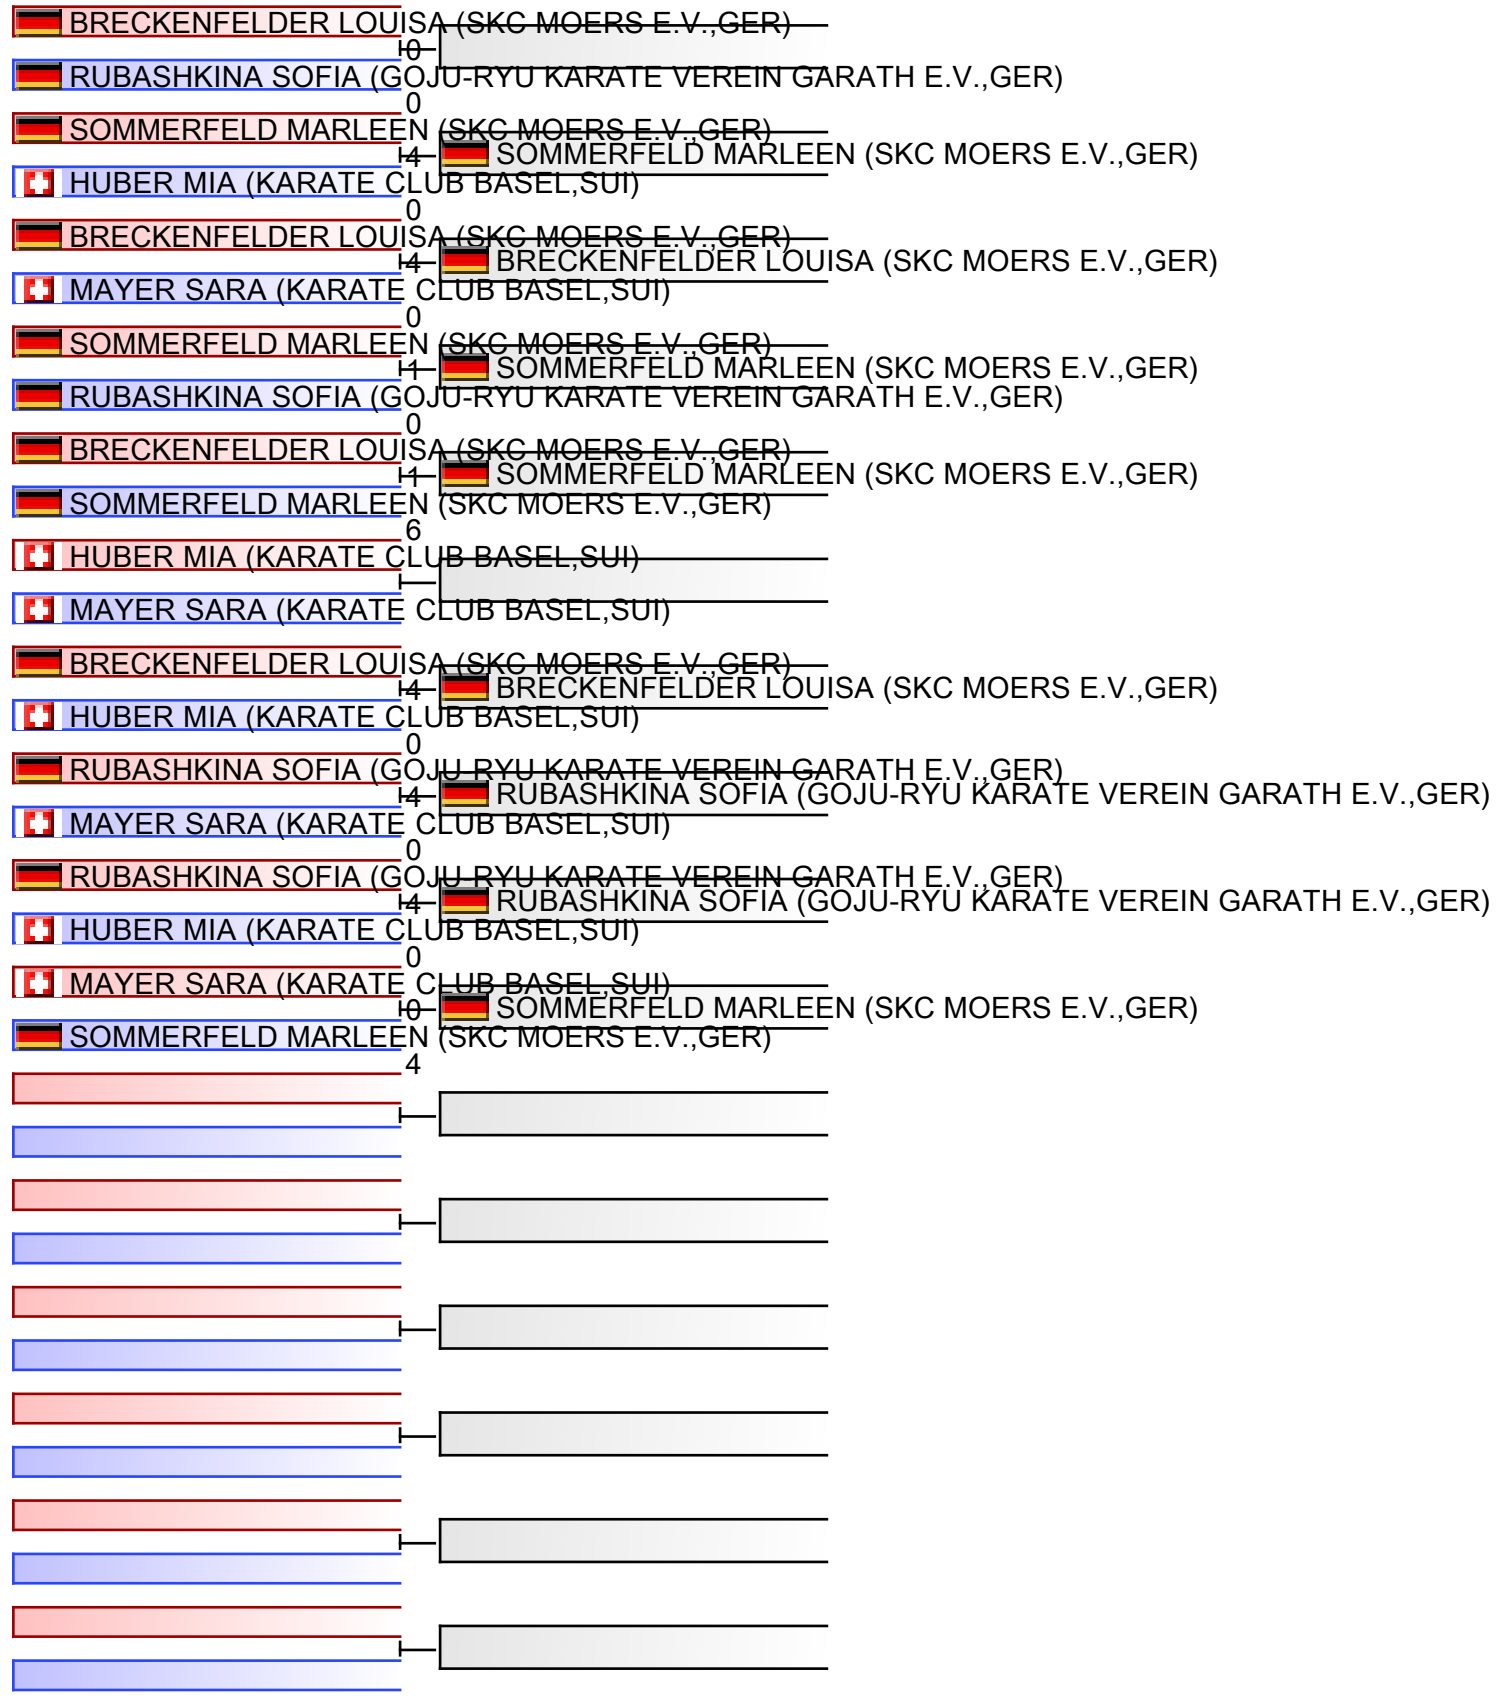 BRECKENFELDER LOUISA (SKC MOERS E.V.,GER)
0
RUBASHKINA SOFIA (GOJU-RYU KARATE VEREIN GARATH E.V.,GER)
0
SOMMERFELD MARLEEN (SKC MOERS E.V.,GER)
4 SOMMERFELD MARLEEN (SKC MOERS E.V.,GER)
HUBER MIA (KARATE CLUB BASEL,SUI)
0
BRECKENFELDER LOUISA (SKC MOERS E.V.,GER)
4 BRECKENFELDER LOUISA (SKC MOERS E.V.,GER)
MAYER SARA (KARATE CLUB BASEL,SUI)
0
SOMMERFELD MARLEEN (SKC MOERS E.V.,GER)
1 SOMMERFELD MARLEEN (SKC MOERS E.V.,GER)
RUBASHKINA SOFIA (GOJU-RYU KARATE VEREIN GARATH E.V.,GER)
0
BRECKENFELDER LOUISA (SKC MOERS E.V.,GER)
1 SOMMERFELD MARLEEN (SKC MOERS E.V.,GER)
SOMMERFELD MARLEEN (SKC MOERS E.V.,GER)
6
HUBER MIA (KARATE CLUB BASEL,SUI)
MAYER SARA (KARATE CLUB BASEL,SUI)
BRECKENFELDER LOUISA (SKC MOERS E.V.,GER)
4 BRECKENFELDER LOUISA (SKC MOERS E.V.,GER)
HUBER MIA (KARATE CLUB BASEL,SUI)
0
RUBASHKINA SOFIA (GOJU-RYU KARATE VEREIN GARATH E.V.,GER)
4 RUBASHKINA SOFIA (GOJU-RYU KARATE VEREIN GARATH E.V.,GER)
MAYER SARA (KARATE CLUB BASEL,SUI)
0
RUBASHKINA SOFIA (GOJU-RYU KARATE VEREIN GARATH E.V.,GER)
4 RUBASHKINA SOFIA (GOJU-RYU KARATE VEREIN GARATH E.V.,GER)
HUBER MIA (KARATE CLUB BASEL,SUI)
0
MAYER SARA (KARATE CLUB BASEL,SUI)
0 SOMMERFELD MARLEEN (SKC MOERS E.V.,GER)
SOMMERFELD MARLEEN (SKC MOERS E.V.,GER)
4